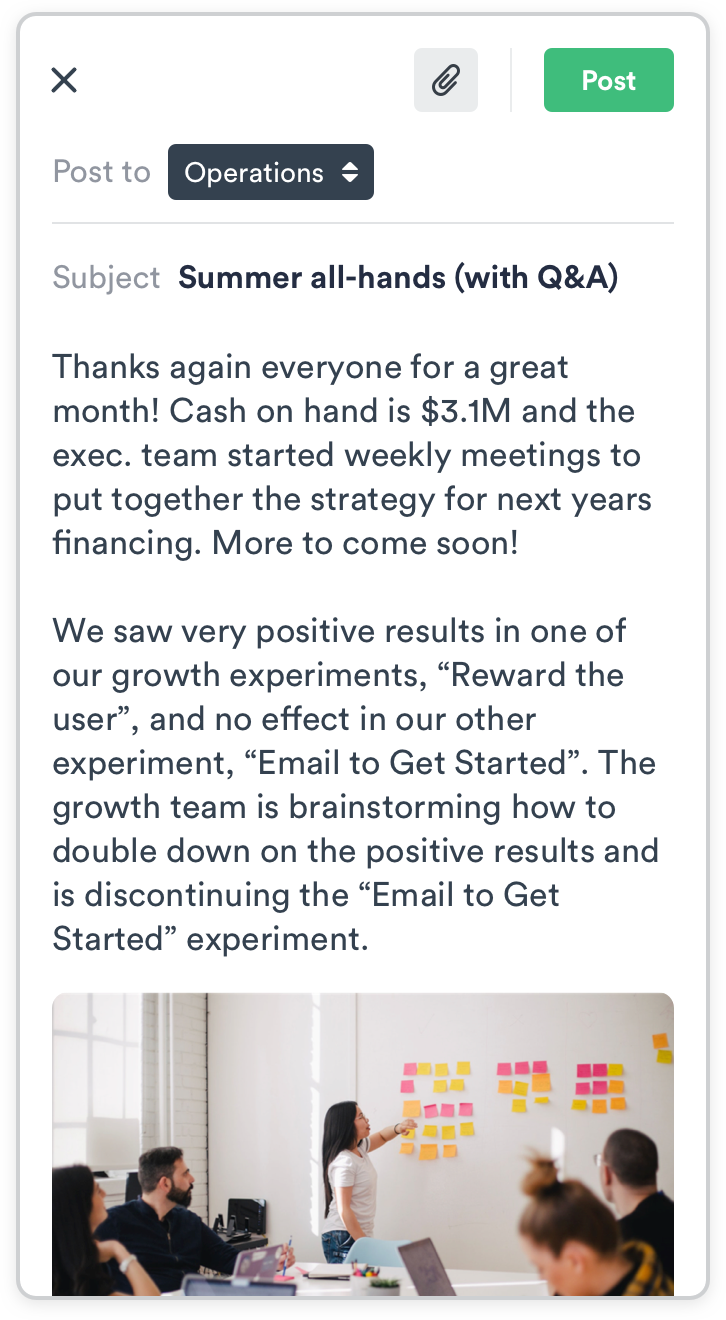 Post
Post to Operations
Subject Summer all-hands (with Q&A)
Thanks again everyone for a great
month! Cash on hand is $3.1M and the
exec. team started weekly meetings to
put together the strategy for next years
financing. More to come soon!
We saw very positive results in one of
our growth experiments, “Reward the
user”, and no effect in our other
experiment, “Email to Get Started”. The
growth team is brainstorming how to
double down on the positive results and
is discontinuing the “Email to Get
Started” experiment.